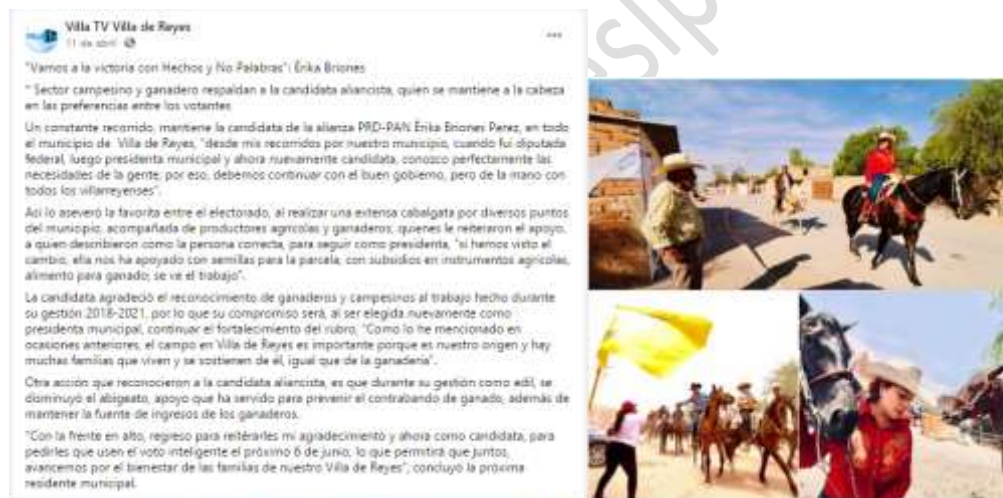 Villa TV Villa de Reyes
11 de abril
"Vamos a la victoria con Hechos y No Palabras": Érika Briones
* Sector campesino y ganadero respaldan a la candidata aliancista, quien se mantiene a la cabeza
en las preferencias entre los votantes
Un constante recorrido, mantiene la candidata de la alianza PRD-PAN Érika Briones Perez, en todo
el municipio de Villa de Reyes, "desde mis recorridos por nuestro municipio, cuando fui diputada
federal, luego presidenta municipal y ahora nuevamente candidata, conozco perfectamente las
necesidades de la gente, por eso, debemos continuar con el buen gobierno, pero de la mano con
todos los villarreyenses".
Asi lo aseveró la favorita entre el electorado, al realizar una extensa cabalgata por diversos puntos
del municipio, acompañada de productores agrícolas y ganaderos, quienes le reiteraron el apoyo,
a quien describieron como la persona correcta, para seguir como presidenta, "si hemos visto el
cambio, ella nos ha apoyado con semillas para la parcela, con subsidios en instrumentos agrícolas,
alimento para ganado, se ve el trabajo".
La candidata agradeció el reconocimiento de ganaderos y campesinos al trabajo hecho durante
su gestión 2018-2021, por lo que su compromiso será, al ser elegida nuevamente como
presidenta municipal, continuar el fortalecimiento del rubro. "Como lo he mencionado en
ocasiones anteriores, el campo en Villa de Reyes es importante porque es nuestro origen y hay
muchas familias que viven y se sostienen de el, igual que de la ganadería".
Otra acción que reconocieron a la candidata aliancista, es que durante su gestión como edil, se
disminuyó el abigeato, apoyo que ha servido para prevenir el contrabando de ganado, además de
mantener la fuente de ingresos de los ganaderos.
"Con la frente en alto, regreso para reitérarles mi agradecimiento y ahora como candidata, para
pedirles que usen el voto inteligente el próximo 6 de junio, lo que permitirá que juntos,
avancemos por el bienestar de las familias de nuestro Villa de Reyes", concluyó la próxima
residente municipal.